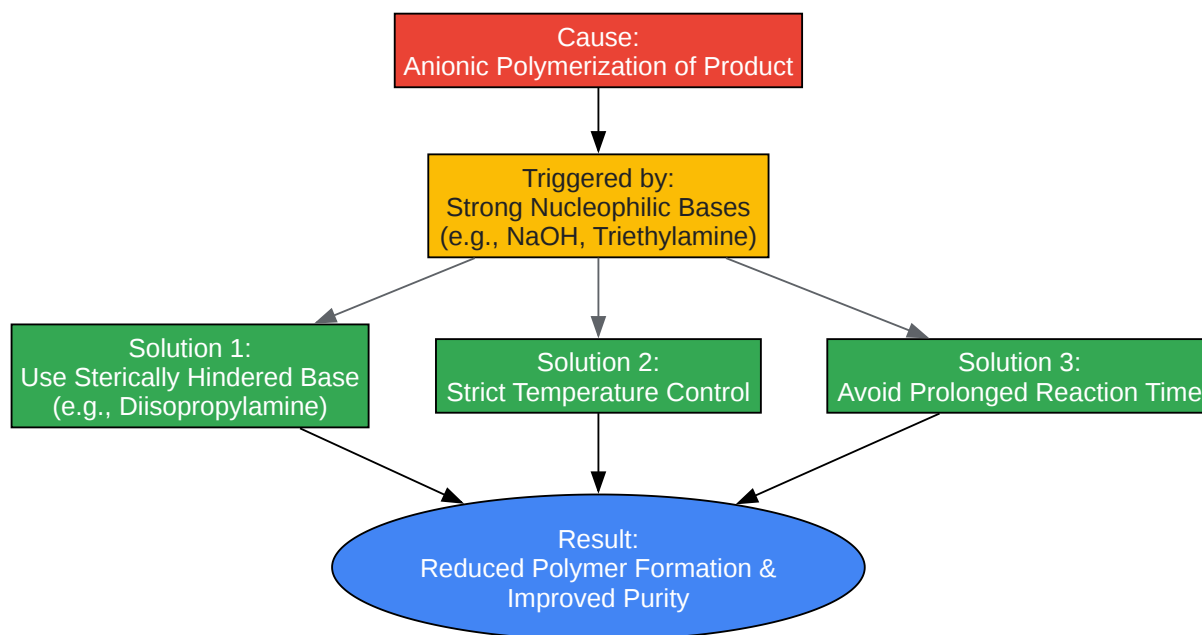 Cause:
Anionic Polymerization of Product
Triggered by:
Strong Nucleophilic Bases
(e.g., NaOH, Triethylamine)
Solution 1:
Use Sterically Hindered Base
(e.g., Diisopropylamine)
Solution 2:
Strict Temperature Control
Solution 3:
Avoid Prolonged Reaction Time
Result:
Reduced Polymer Formation &
Improved Purity